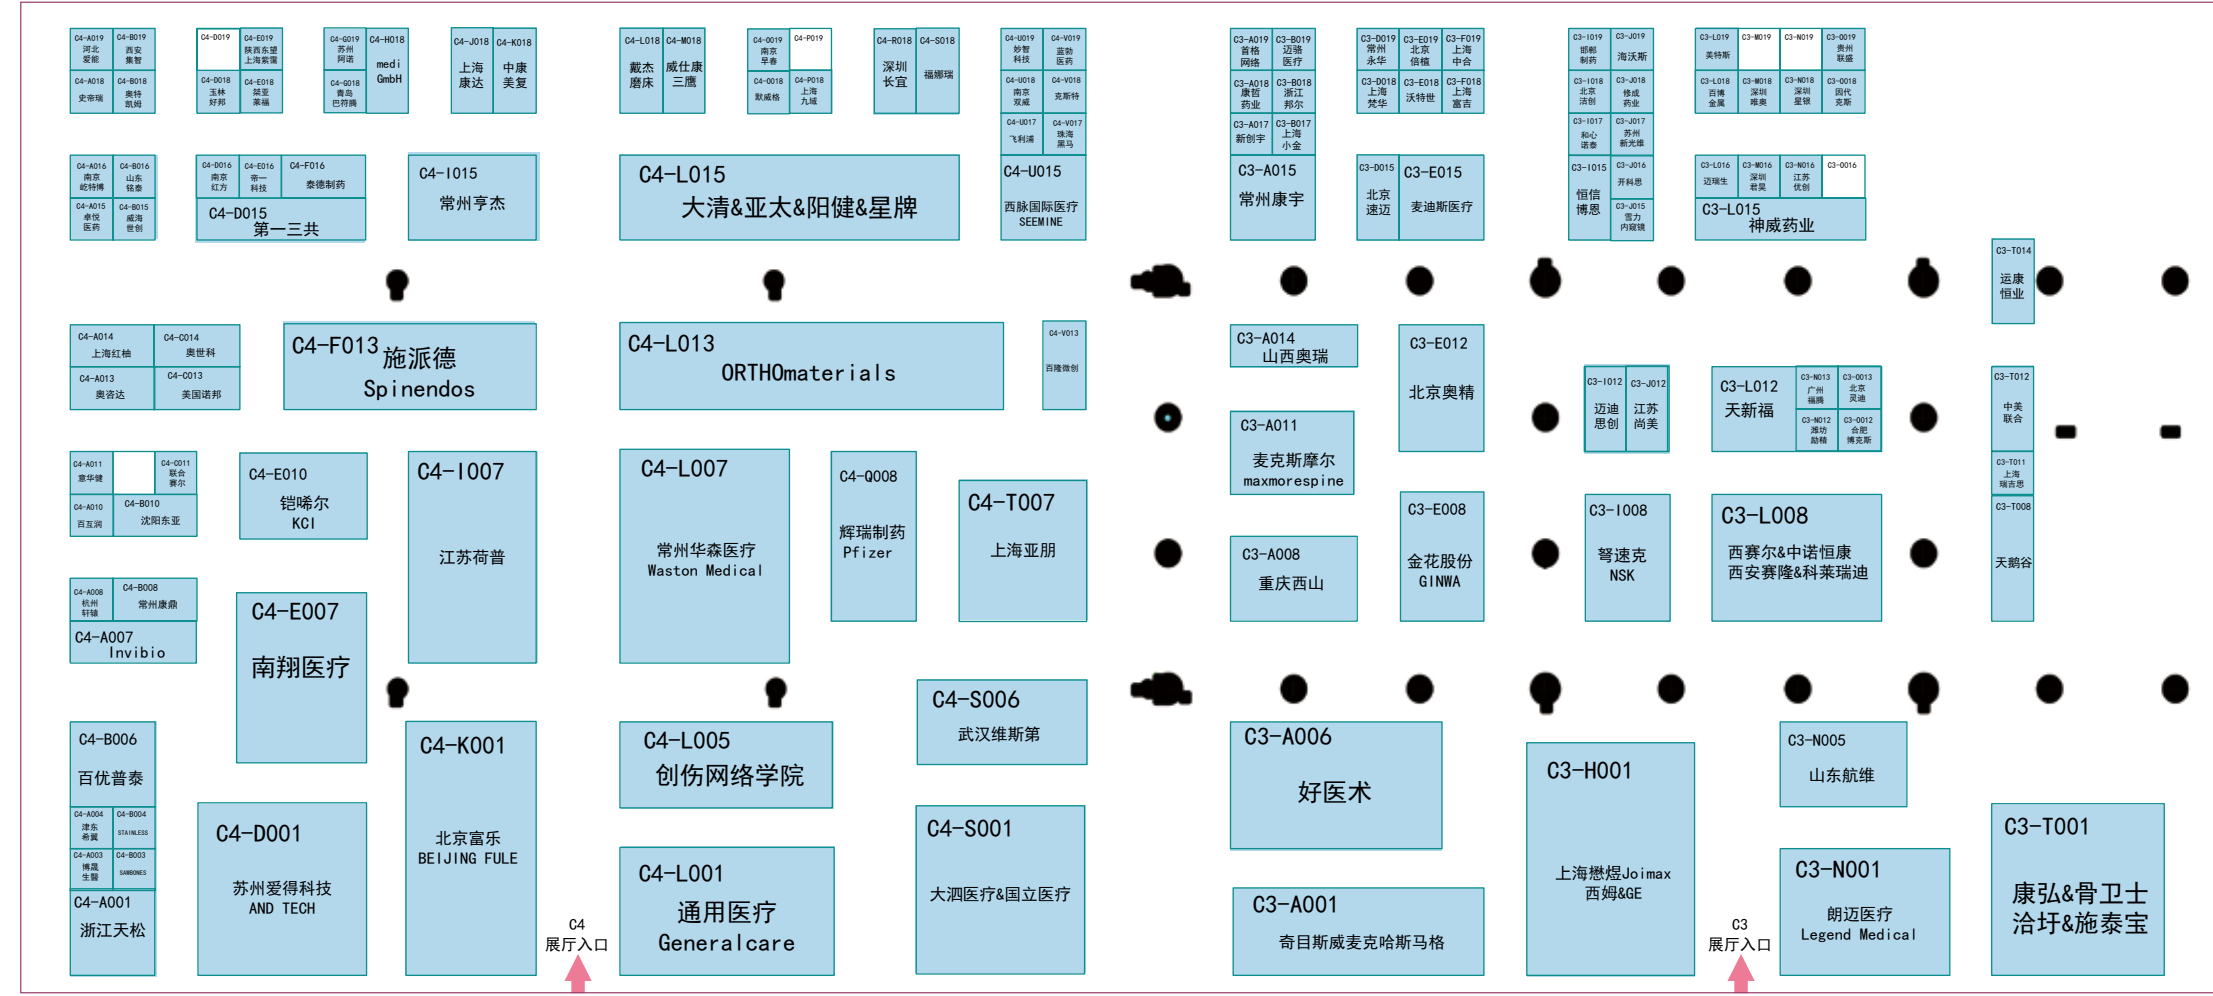 C4-A019
河北
爱能
C4-B019
西安
集智
C4-D019
C4-E019
陕西东望
上海紫霭
C4-G019
苏州
阿诺
C4-H018
medi
GmbH
C4-J018
上海
康达
C4-K018
中康
美复
C4-L018
戴杰
磨床
C4-M018
威仕康
三鹰
C4-O019
南京
早春
C4-P019
C4-R018
深圳
长宜
C4-S018
福娜瑞
C4-U019
妙智
科技
C4-V019
蓝勃
医药
C4-A018
史帝瑞
C4-B018
奥特
凯姆
C4-D018
玉林
好邦
C4-E018
桀亚
莱福
C4-G018
青岛
巴符腾
C4-O018
默威格
C4-P018
上海
九域
C4-U018
南京
双威
C4-V018
克斯特
C4-U017
飞利浦
C4-V017
珠海
黑马
C3-A019
首格
网络
C3-B019
迈骆
医疗
C3-D019
常州
永华
C3-E019
北京
倍植
C3-F019
上海
中合
C3-I019
邯郸
制药
C3-J019
海沃斯
C3-L019
美特斯
C3-M019
C3-N019
C3-O019
贵州
联盛
C3-A018
康哲
药业
C3-B018
浙江
邦尔
C3-D018
上海
梵华
C3-E018
沃特世
C3-F018
上海
富吉
C3-I018
北京
洁创
C3-J018
修成
药业
C3-L018
百博
金属
C3-M018
深圳
唯奥
C3-N018
深圳
星银
C3-O018
因代
克斯
C3-A017
新创宇
C3-B017
上海
小金
C3-I017
和心
诺泰
C3-J017
苏州
新光维
C4-A016
南京
屹特博
C4-B016
山东
铭泰
C4-D016
南京
红方
C4-E016
帝一
科技
C4-F016
泰德制药
C4-I015
常州亨杰
C4-L015
大清&亚太&阳健&星牌
C4-U015
西脉国际医疗
SEEMINE
C4-A015
卓悦
医药
C4-B015
威海
世创
C4-D015
第一三共
C3-A015
常州康宇
C3-D015
北京
速迈
C3-E015
麦迪斯医疗
C3-I015
恒信
博恩
C3-J016
开科思
C3-J015
雪力
内窥镜
C3-L016
迈瑞生
C3-M016
深圳
君昊
C3-N016
江苏
优创
C3-O016
C3-L015
神威药业
C3-T014
运康
恒业
C4-A014
上海红柚
C4-C014
奥世科
C4-A013
奥咨达
C4-C013
美国诺邦
C4-F013
施派德
Spinendos
C4-L013
ORTHOmaterials
C4-V013
百隆微创
C3-A014
山西奥瑞
C3-E012
北京奥精
C3-I012
迈迪
思创
C3-J012
江苏
尚美
C3-L012
天新福
C3-N013
广州
福腾
C3-O013
北京
灵迪
C3-N012
潍坊
励精
C3-O012
合肥
博克斯
C3-T012
中美
联合
C3-T011
上海
瑞吉思
C3-T008
天鹅谷
C4-A011
意华健
C4-C011
联合
赛尔
C4-A010
百互润
C4-B010
沈阳东亚
C4-E010
铠唏尔
KCI
C4-I007
江苏荷普
C4-L007
常州华森医疗
Waston Medical
C4-Q008
辉瑞制药
Pfizer
C4-T007
上海亚朋
C3-A011
麦克斯摩尔
maxmorespine
C3-A008
重庆西山
C3-E008
金花股份
GINWA
C3-I008
弩速克
NSK
C3-L008
西赛尔&中诺恒康
西安赛隆&科莱瑞迪
C4-A008
杭州
轩辕
C4-B008
常州康鼎
C4-A007
Invibio
C4-E007
南翔医疗
C4-B006
百优普泰
C4-A004
津东
希翼
C4-B004
STAINLESS
C4-A003
博晟
生醫
C4-B003
SAWBONES
C4-A001
浙江天松
C4-D001
苏州爱得科技
AND TECH
C4-K001
北京富乐
BEIJING FULE
C4
展厅入口
C4-L005
创伤网络学院
C4-L001
通用医疗
Generalcare
C4-S006
武汉维斯第
C4-S001
大泗医疗&国立医疗
C3-A006
好医术
C3-A001
奇目斯威麦克哈斯马格
C3-H001
上海懋煜Joimax
西姆&GE
C3
展厅入口
C3-N005
山东航维
C3-N001
朗迈医疗
Legend Medical
C3-T001
康弘&骨卫士
洽圩&施泰宝